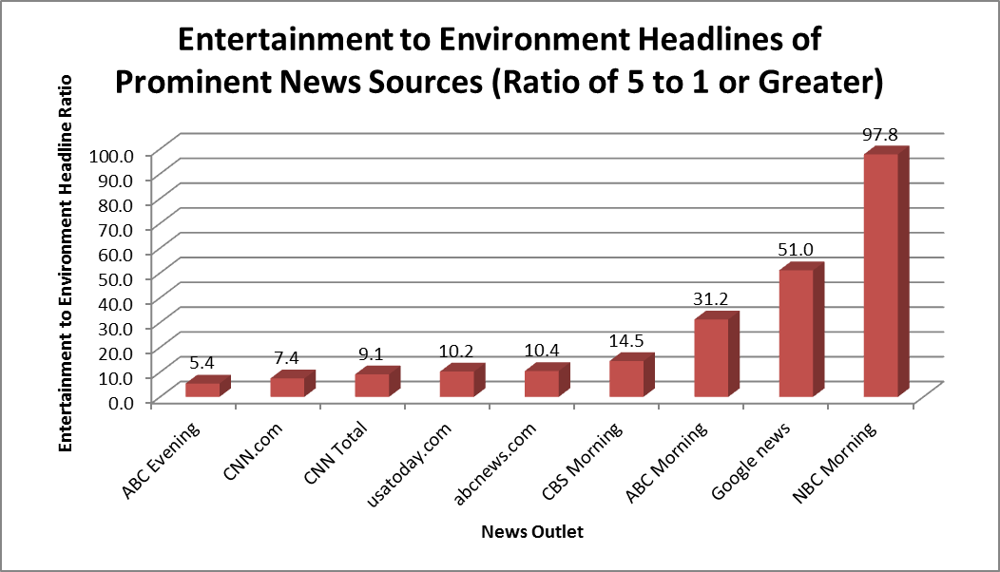 Entertainment to Environment Headlines of
Prominent News Sources (Ratio of 5 to 1 or Greater)
Entertainment to Environment Headline Ratio
100.0
90.0
80.0
70.0
60.0
50.0
40.0
30.0
20.0
10.0
0.0
5.4
7.4
9.1
10.2
10.4
14.5
31.2
51.0
97.8
ABC Evening
CNN.com
CNN Total
usatoday.com
abcnews.com
CBS Morning
ABC Morning
Google news
NBC Morning
News Outlet